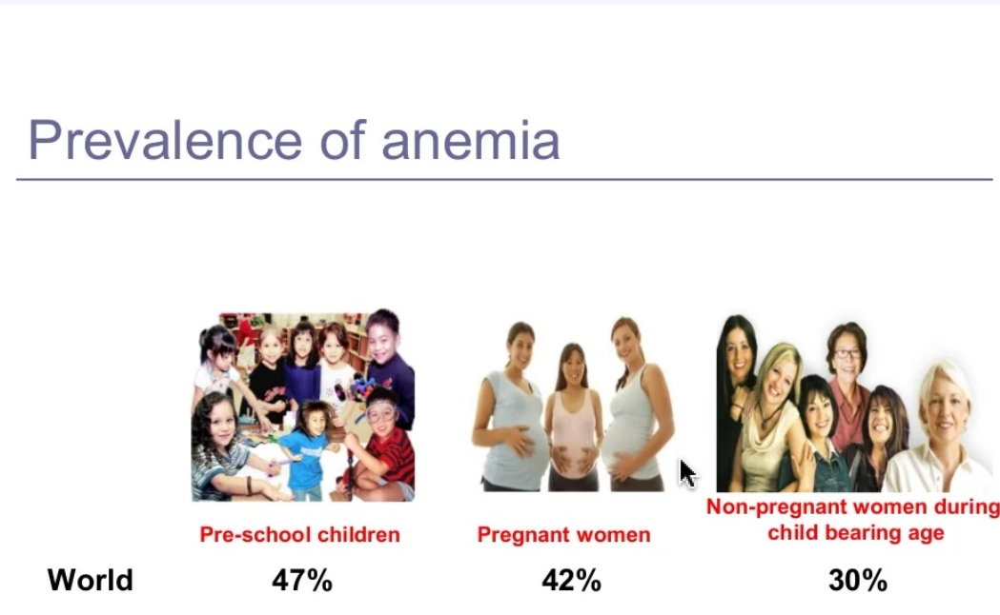 Prevalence of anemia
Pre-school children
Pregnant women
Non-pregnant women during
child bearing age
World 47% 42% 30%